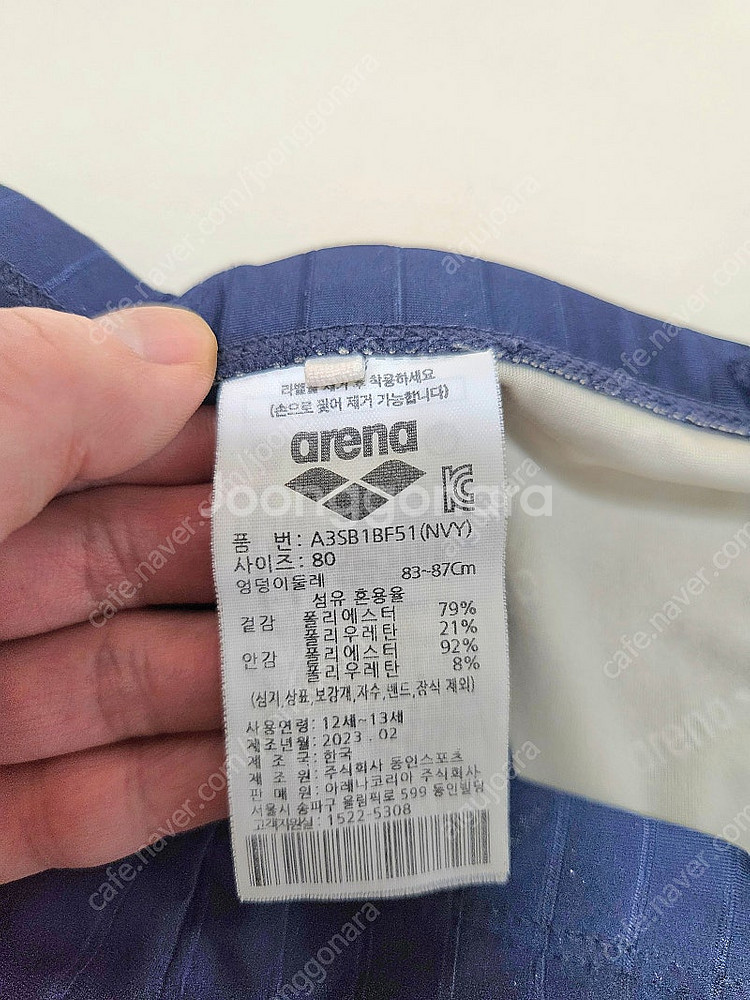 라벨을 제거 후 착용하세요
(손으로 찢어 제거 가능합니다)
arena
KC
Joonggonara
품 번 : A3SB1BF51(NVY)
사이즈 : 80
엉덩이둘레 83~87Cm
섬유 혼용율
겉감 폴리에스터 79%
폴리우레탄 21%
안감 폴리에스터 92%
폴리우레탄 8%
(심지,상표,보강재,자수,밴드,장식 제외)
사용연령 : 12세~13세
제조년월 : 2023 . 02
제 조 국 : 한국
제 조 원 : 주식회사 동인스포츠
판 매 원 : 아레나코리아 주식회사
서울시 송파구 올림픽로 599 동인빌딩
고객지원실 : 1522-5308
cafe.naver.com/joonggonara